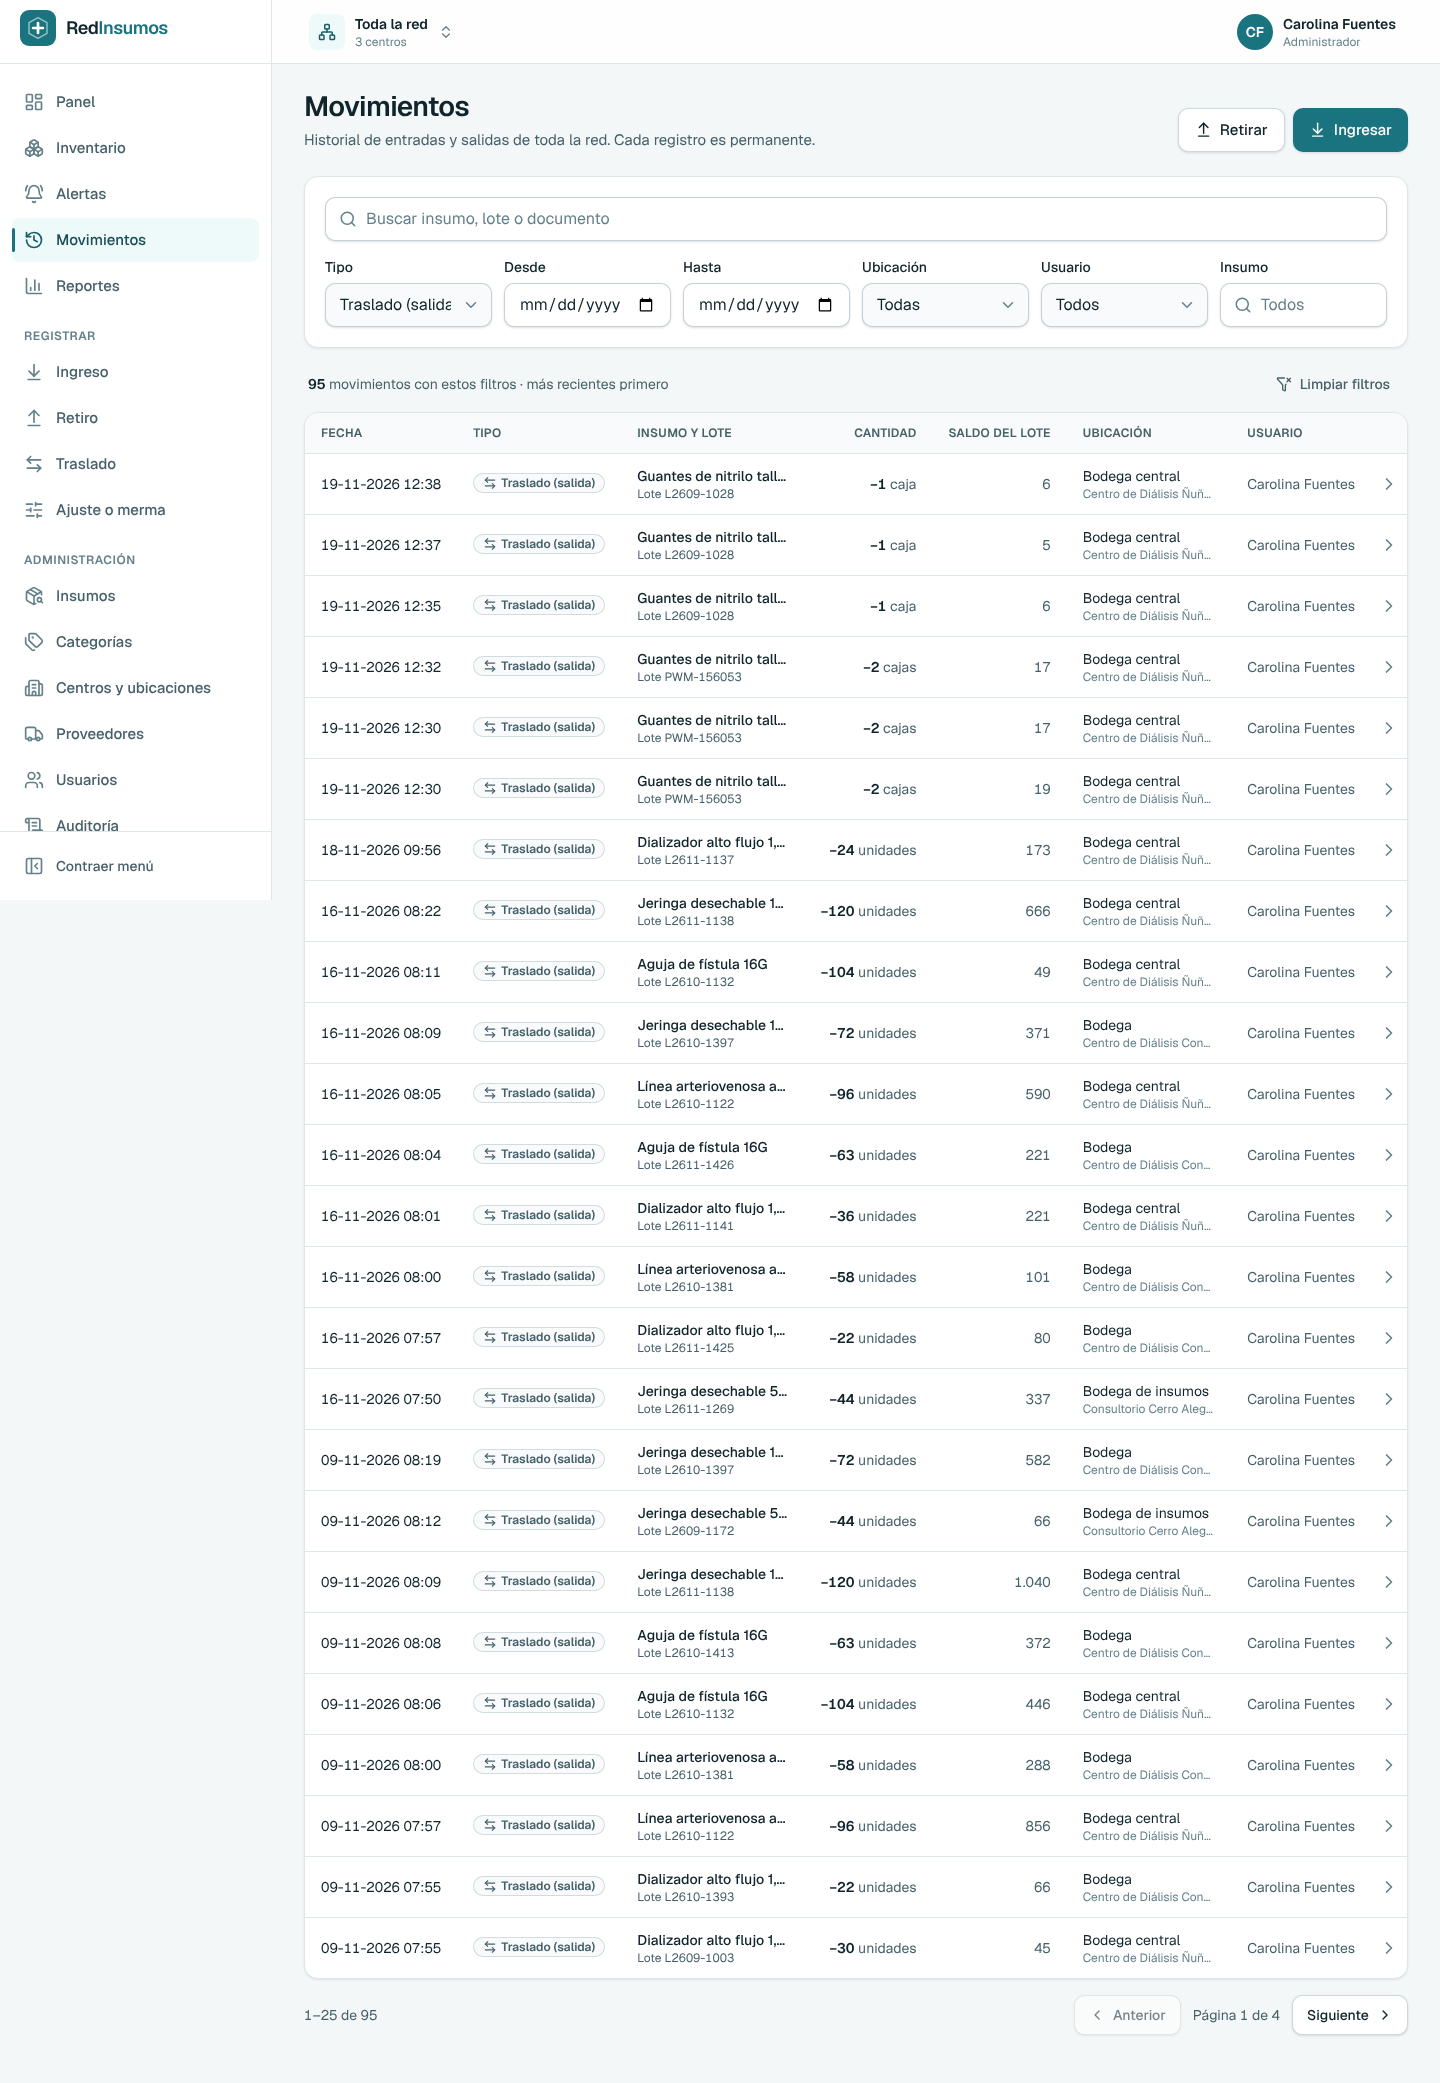 RedInsumos
Toda la red
3 centros
CF
Carolina Fuentes
Administrador
Panel
Inventario
Alertas
Movimientos
Reportes
REGISTRAR
Ingreso
Retiro
Traslado
Ajuste o merma
ADMINISTRACIÓN
Insumos
Categorías
Centros y ubicaciones
Proveedores
Usuarios
Auditoría
Contraer menú
Movimientos
Historial de entradas y salidas de toda la red. Cada registro es permanente.
Retirar
Ingresar
Buscar insumo, lote o documento
Tipo Desde Hasta Ubicación Usuario Insumo
Traslado (salida mm/dd/yyyy mm/dd/yyyy Todas Todos Todos
95 movimientos con estos filtros · más recientes primero
Limpiar filtros
FECHA TIPO INSUMO Y LOTE CANTIDAD SALDO DEL LOTE UBICACIÓN USUARIO
19-11-2026 12:38 Traslado (salida) Guantes de nitrilo tall... −1 caja 6 Bodega central Carolina Fuentes
Lote L2609-1028 Centro de Diálisis Ñuñ...
19-11-2026 12:37 Traslado (salida) Guantes de nitrilo tall... −1 caja 5 Bodega central Carolina Fuentes
Lote L2609-1028 Centro de Diálisis Ñuñ...
19-11-2026 12:35 Traslado (salida) Guantes de nitrilo tall... −1 caja 6 Bodega central Carolina Fuentes
Lote L2609-1028 Centro de Diálisis Ñuñ...
19-11-2026 12:32 Traslado (salida) Guantes de nitrilo tall... −2 cajas 17 Bodega central Carolina Fuentes
Lote PWM-156053 Centro de Diálisis Ñuñ...
19-11-2026 12:30 Traslado (salida) Guantes de nitrilo tall... −2 cajas 17 Bodega central Carolina Fuentes
Lote PWM-156053 Centro de Diálisis Ñuñ...
19-11-2026 12:30 Traslado (salida) Guantes de nitrilo tall... −2 cajas 19 Bodega central Carolina Fuentes
Lote PWM-156053 Centro de Diálisis Ñuñ...
18-11-2026 09:56 Traslado (salida) Dializador alto flujo 1,... −24 unidades 173 Bodega central Carolina Fuentes
Lote L2611-1137 Centro de Diálisis Ñuñ...
16-11-2026 08:22 Traslado (salida) Jeringa desechable 1... −120 unidades 666 Bodega central Carolina Fuentes
Lote L2611-1138 Centro de Diálisis Ñuñ...
16-11-2026 08:11 Traslado (salida) Aguja de fístula 16G −104 unidades 49 Bodega central Carolina Fuentes
Lote L2610-1132 Centro de Diálisis Ñuñ...
16-11-2026 08:09 Traslado (salida) Jeringa desechable 1... −72 unidades 371 Bodega Carolina Fuentes
Lote L2610-1397 Centro de Diálisis Con...
16-11-2026 08:05 Traslado (salida) Línea arteriovenosa a... −96 unidades 590 Bodega central Carolina Fuentes
Lote L2610-1122 Centro de Diálisis Ñuñ...
16-11-2026 08:04 Traslado (salida) Aguja de fístula 16G −63 unidades 221 Bodega Carolina Fuentes
Lote L2611-1426 Centro de Diálisis Con...
16-11-2026 08:01 Traslado (salida) Dializador alto flujo 1,... −36 unidades 221 Bodega central Carolina Fuentes
Lote L2611-1141 Centro de Diálisis Ñuñ...
16-11-2026 08:00 Traslado (salida) Línea arteriovenosa a... −58 unidades 101 Bodega Carolina Fuentes
Lote L2610-1381 Centro de Diálisis Con...
16-11-2026 07:57 Traslado (salida) Dializador alto flujo 1,... −22 unidades 80 Bodega Carolina Fuentes
Lote L2611-1425 Centro de Diálisis Con...
16-11-2026 07:50 Traslado (salida) Jeringa desechable 5... −44 unidades 337 Bodega de insumos Carolina Fuentes
Lote L2611-1269 Consultorio Cerro Aleg...
09-11-2026 08:19 Traslado (salida) Jeringa desechable 1... −72 unidades 582 Bodega Carolina Fuentes
Lote L2610-1397 Centro de Diálisis Con...
09-11-2026 08:12 Traslado (salida) Jeringa desechable 5... −44 unidades 66 Bodega de insumos Carolina Fuentes
Lote L2609-1172 Consultorio Cerro Aleg...
09-11-2026 08:09 Traslado (salida) Jeringa desechable 1... −120 unidades 1.040 Bodega central Carolina Fuentes
Lote L2611-1138 Centro de Diálisis Ñuñ...
09-11-2026 08:08 Traslado (salida) Aguja de fístula 16G −63 unidades 372 Bodega Carolina Fuentes
Lote L2610-1413 Centro de Diálisis Con...
09-11-2026 08:06 Traslado (salida) Aguja de fístula 16G −104 unidades 446 Bodega central Carolina Fuentes
Lote L2610-1132 Centro de Diálisis Ñuñ...
09-11-2026 08:00 Traslado (salida) Línea arteriovenosa a... −58 unidades 288 Bodega Carolina Fuentes
Lote L2610-1381 Centro de Diálisis Con...
09-11-2026 07:57 Traslado (salida) Línea arteriovenosa a... −96 unidades 856 Bodega central Carolina Fuentes
Lote L2610-1122 Centro de Diálisis Ñuñ...
09-11-2026 07:55 Traslado (salida) Dializador alto flujo 1,... −22 unidades 66 Bodega Carolina Fuentes
Lote L2610-1393 Centro de Diálisis Con...
09-11-2026 07:55 Traslado (salida) Dializador alto flujo 1,... −30 unidades 45 Bodega central Carolina Fuentes
Lote L2609-1003 Centro de Diálisis Ñuñ...
1–25 de 95
Anterior Página 1 de 4 Siguiente